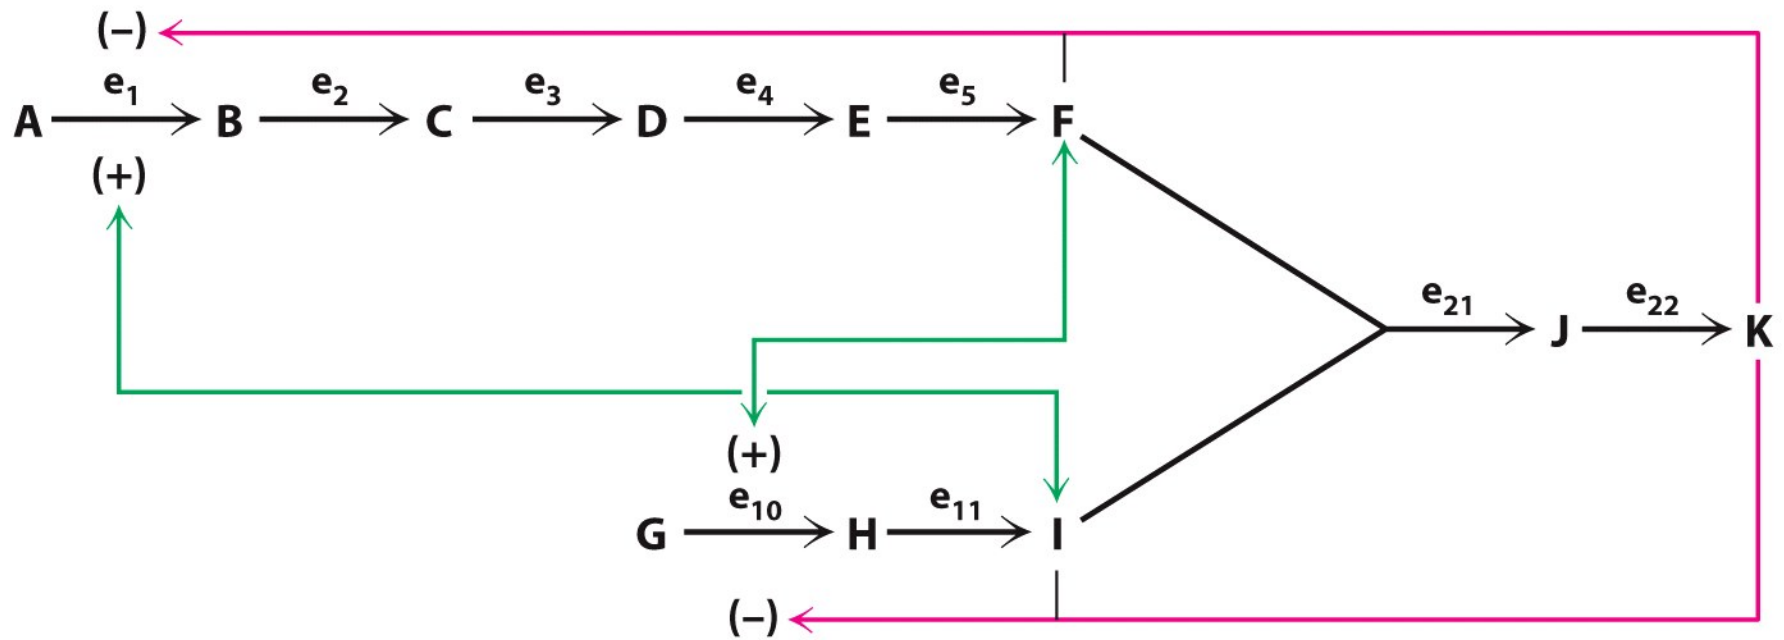 (−)
e1 e2 e3 e4 e5
A B C D E F
(+)
e21 e22
J K
(+)
e10 e11
G H I
(−)